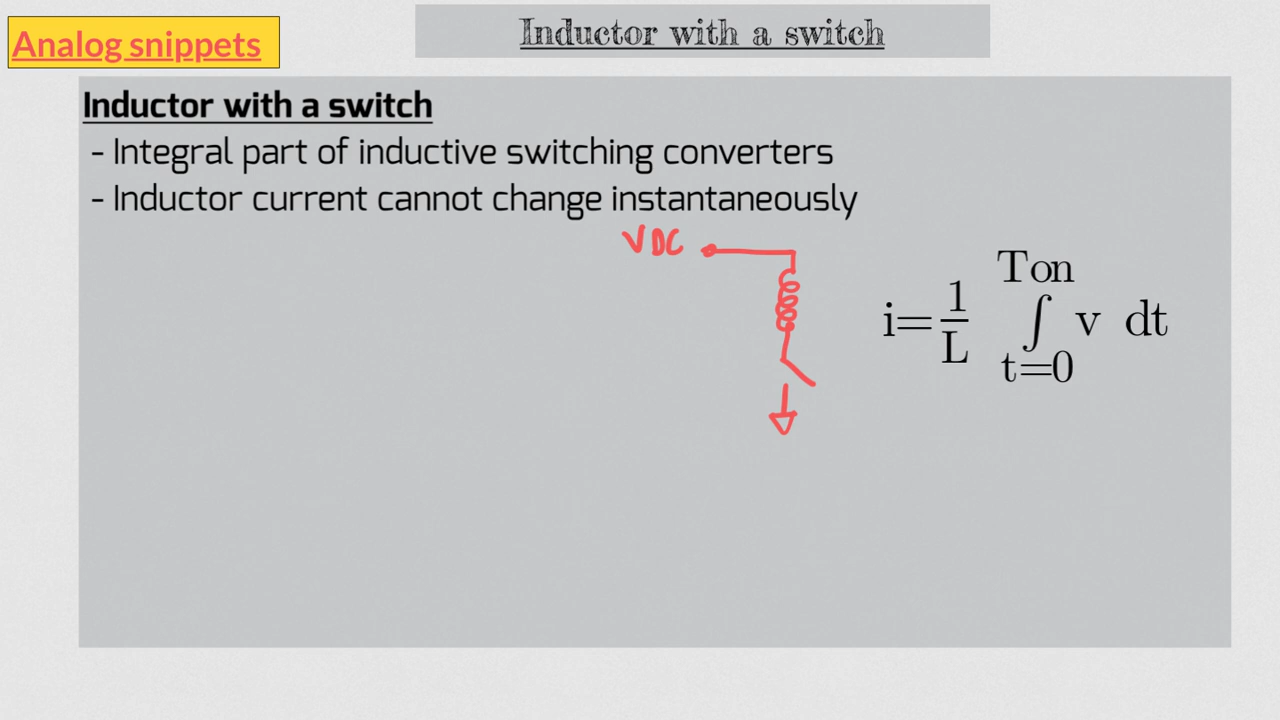 Analog snippets
Inductor with a switch
Inductor with a switch
- Integral part of inductive switching converters
- Inductor current cannot change instantaneously
VDC
Ton
i=1/L ∫ v dt
t=0